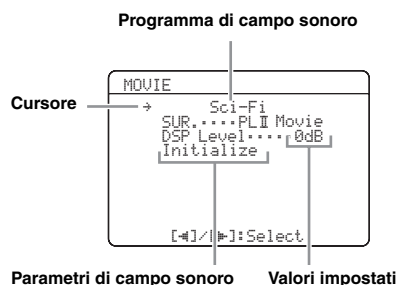 Programma di campo sonoro
MOVIE
Cursore
→ Sci-Fi
SUR.····PLⅡ Movie
DSP Level····0dB
Initialize
[◄]/[►]:Select
Parametri di campo sonoro Valori impostati